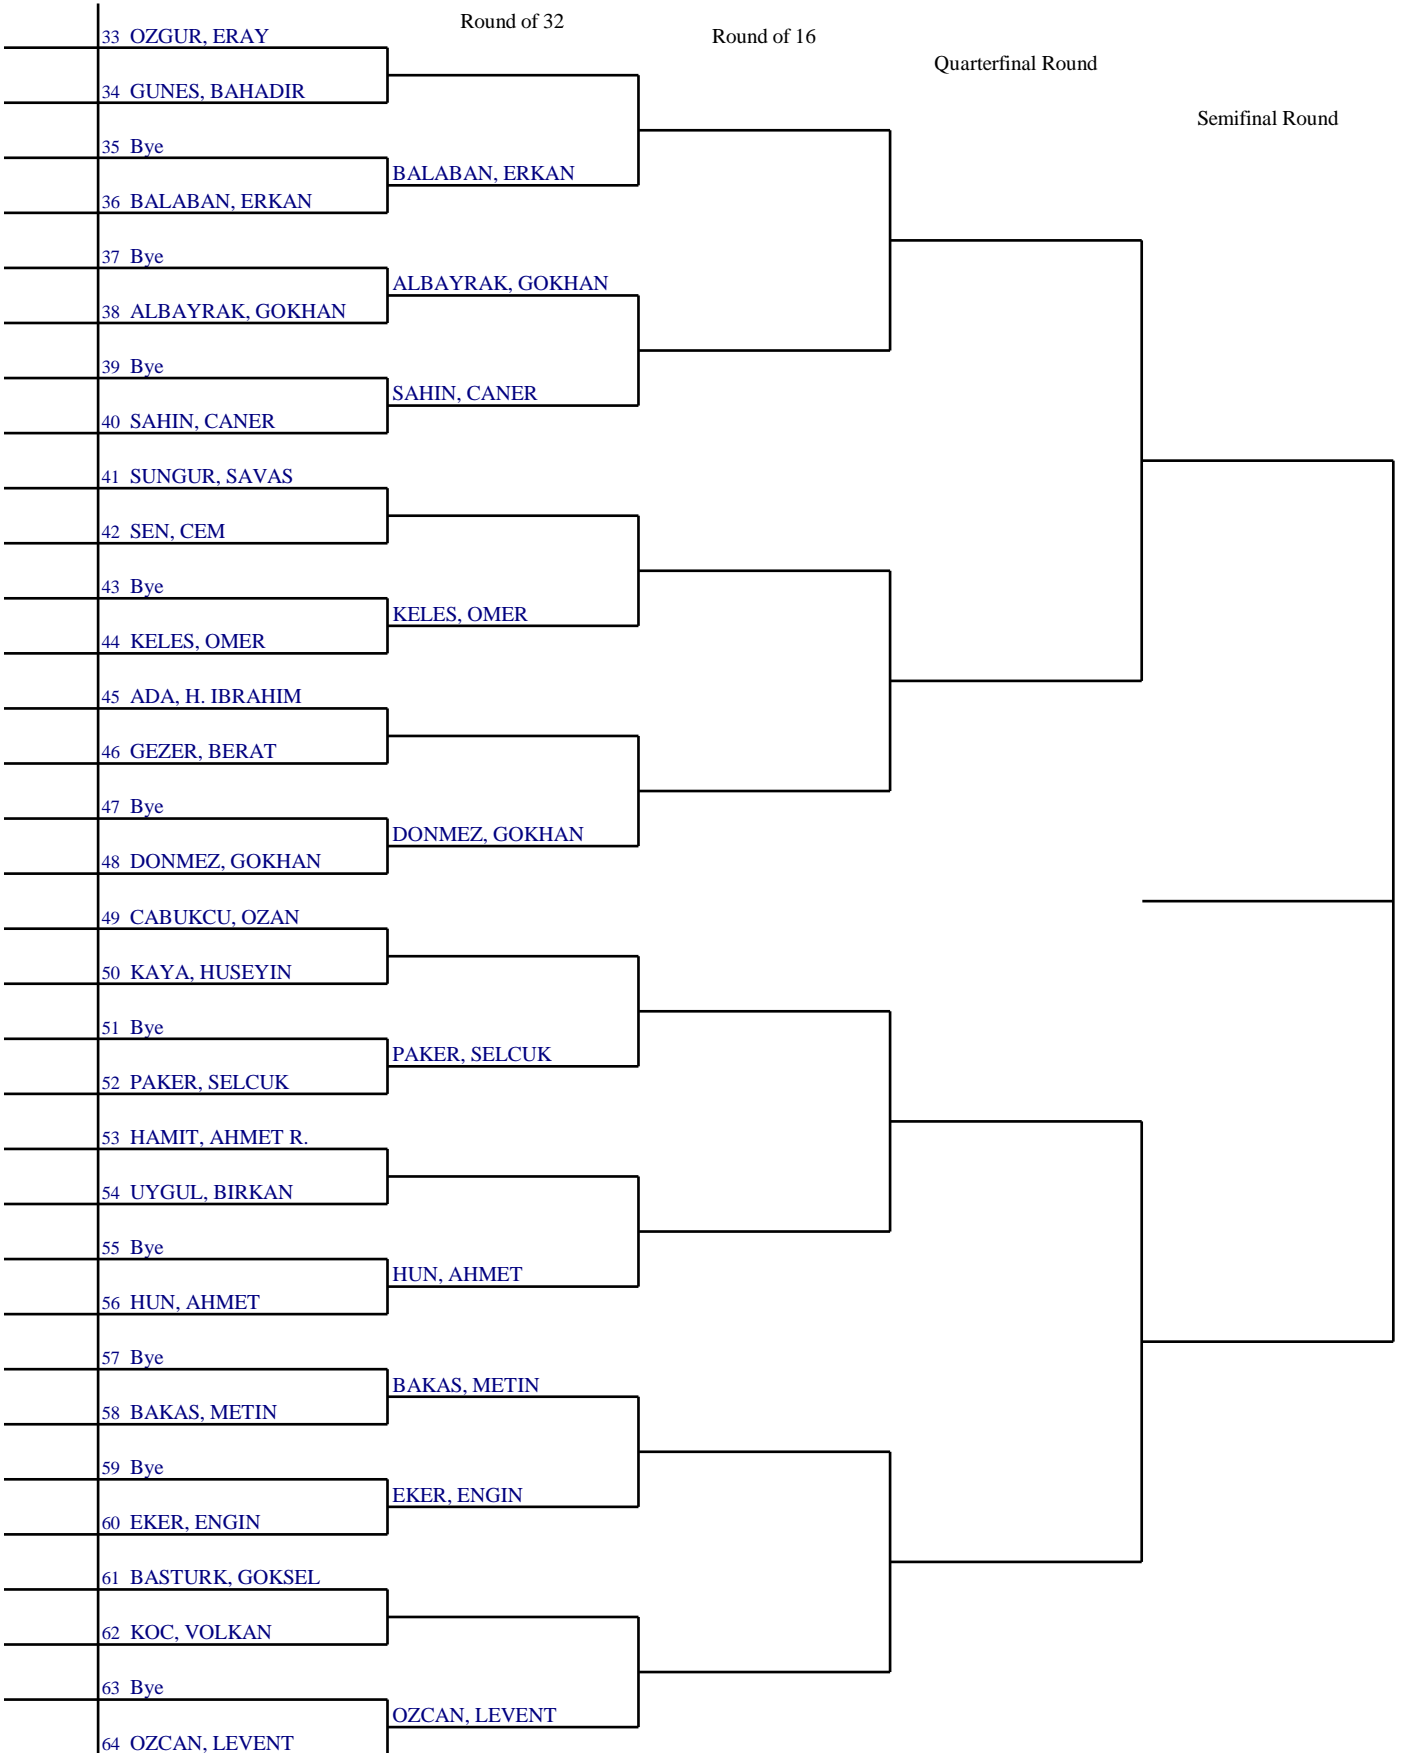 Round of 32
Round of 16
Quarterfinal Round
Semifinal Round
33 OZGUR, ERAY
34 GUNES, BAHADIR
35 Bye
BALABAN, ERKAN
36 BALABAN, ERKAN
37 Bye
ALBAYRAK, GOKHAN
38 ALBAYRAK, GOKHAN
39 Bye
SAHIN, CANER
40 SAHIN, CANER
41 SUNGUR, SAVAS
42 SEN, CEM
43 Bye
KELES, OMER
44 KELES, OMER
45 ADA, H. IBRAHIM
46 GEZER, BERAT
47 Bye
DONMEZ, GOKHAN
48 DONMEZ, GOKHAN
49 CABUKCU, OZAN
50 KAYA, HUSEYIN
51 Bye
PAKER, SELCUK
52 PAKER, SELCUK
53 HAMIT, AHMET R.
54 UYGUL, BIRKAN
55 Bye
HUN, AHMET
56 HUN, AHMET
57 Bye
BAKAS, METIN
58 BAKAS, METIN
59 Bye
EKER, ENGIN
60 EKER, ENGIN
61 BASTURK, GOKSEL
62 KOC, VOLKAN
63 Bye
OZCAN, LEVENT
64 OZCAN, LEVENT